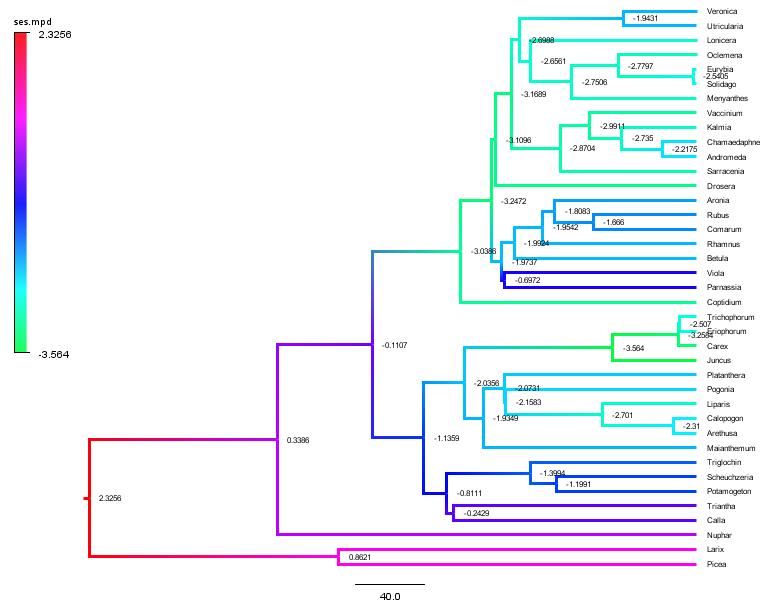 ses.mpd
2.3256
-3.564
Veronica
-1.9431
Utricularia
-2.6988
Lonicera
-2.6561
Oclemena
-2.7797
Eurybia
-2.5405
Solidago
-2.7506
-3.1689
Menyanthes
Vaccinium
-2.9911
Kalmia
-3.1096
-2.735
Chamaedaphne
-2.8704
-2.2175
Andromeda
Sarracenia
Drosera
-3.2472
Aronia
-1.8083
Rubus
-1.666
-1.9542
Comarum
-1.9924
Rhamnus
-3.0386
-1.9737
Betula
Viola
-0.6972
Parnassia
Coptidium
Trichophorum
-2.507
Eriophorum
-3.2584
-0.1107
Carex
-3.564
Juncus
Platanthera
-2.0356
-2.0731
Pogonia
-2.1583
Liparis
-2.701
-1.9349
Calopogon
-2.31
Arethusa
0.3386
-1.1359
Maianthemum
Triglochin
-1.3994
Scheuchzeria
-1.1991
-0.8111
Potamogeton
2.3256
Triantha
-0.2429
Calla
Nuphar
Larix
0.8621
Picea
40.0